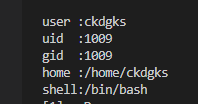 user :ckdgks
uid :1009
gid :1009
home :/home/ckdgks
shell:/bin/bash